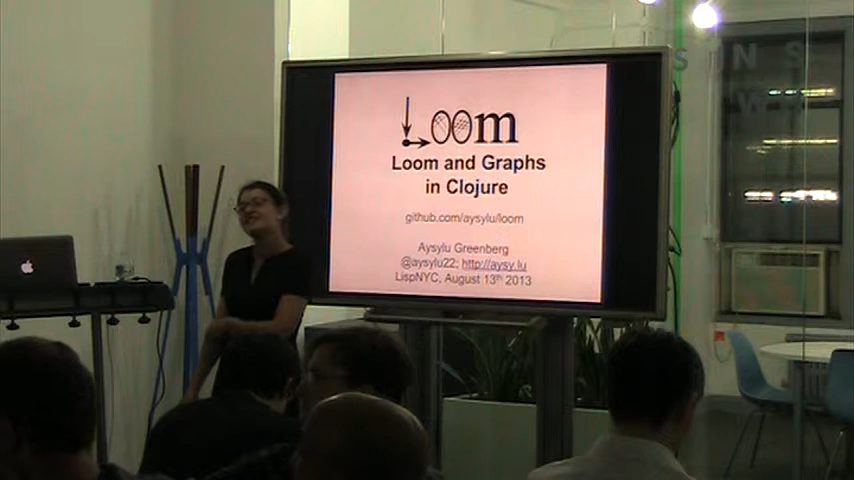 Loom
Loom and Graphs
in Clojure
github.com/aysylu/loom
Aysylu Greenberg
@aysylu22; http://aysy.lu
LispNYC, August 13th 2013
S N S
W